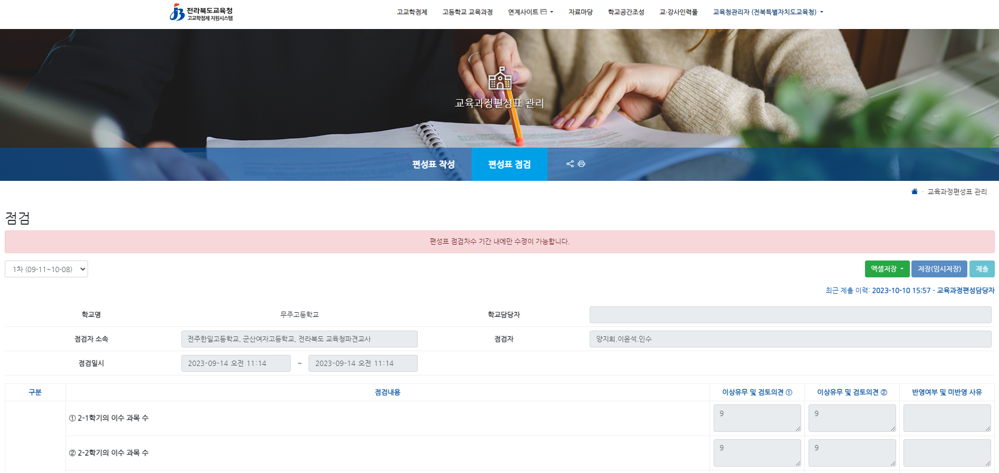 전라북도교육청
고교학점제 지원시스템
고교학점제 고등학교 교육과정 연계사이트 자료마당 학교공간조성 교·강사인력풀 교육청관리자 (전북특별자치도교육청)
교육과정편성표 관리
편성표 작성 편성표 점검
· 교육과정편성표 관리
점검
편성표 점검차수 기간 내에만 수정이 가능합니다.
1차 (09-11~10-08) 엑셀저장 저장(임시저장) 제출
최근 제출 이력: 2023-10-10 15:57 - 교육과정편성담당자
학교명 무주고등학교 학교담당자
점검자 소속 전주한일고등학교, 군산여자고등학교, 전라북도 교육청파견교사 점검자 양지희.이윤석.인수
점검일시 2023-09-14 오전 11:14 ~ 2023-09-14 오전 11:14
구분 점검내용 이상유무 및 검토의견 ① 이상유무 및 검토의견 ② 반영여부 및 미반영 사유
① 2-1학기의 이수 과목 수 9 9
② 2-2학기의 이수 과목 수 9 9